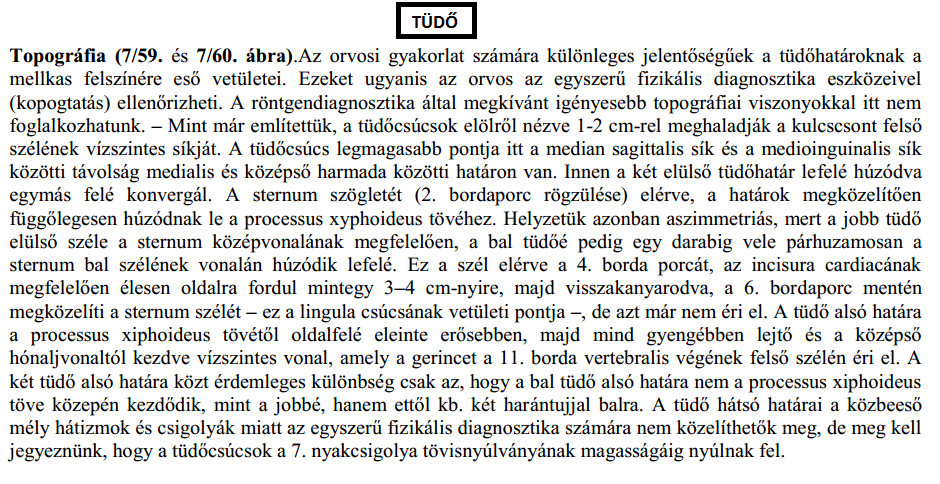 TÜDŐ
Topográfia (7/59. és 7/60. ábra).Az orvosi gyakorlat számára különleges jelentőségűek a tüdőhatároknak a
mellkas felszínére eső vetületei. Ezeket ugyanis az orvos az egyszerű fizikális diagnosztika eszközeivel
(kopogtatás) ellenőrizheti. A röntgendiagnosztika által megkívánt igényesebb topográfiai viszonyokkal itt nem
foglalkozhatunk. – Mint már említettük, a tüdőcsúcsok elölről nézve 1-2 cm-rel meghaladják a kulcscsont felső
szélének vízszintes síkját. A tüdőcsúcs legmagasabb pontja itt a median sagittalis sík és a medioinguinalis sík
közötti távolság medialis és középső harmada közötti határon van. Innen a két elülső tüdőhatár lefelé húzódva
egymás felé konvergál. A sternum szögletét (2. bordaporc rögzülése) elérve, a határok megközelítően
függőlegesen húzódnak le a processus xyphoideus tövéhez. Helyzetük azonban aszimmetriás, mert a jobb tüdő
elülső széle a sternum középvonalának megfelelően, a bal tüdőé pedig egy darabig vele párhuzamosan a
sternum bal szélének vonalán húzódik lefelé. Ez a szél elérve a 4. borda porcát, az incisura cardiacának
megfelelően élesen oldalra fordul mintegy 3–4 cm-nyire, majd visszakanyarodva, a 6. bordaporc mentén
megközelíti a sternum szélét – ez a lingula csúcsának vetületi pontja –, de azt már nem éri el. A tüdő alsó határa
a processus xiphoideus tövétől oldalfelé eleinte erősebben, majd mind gyengébben lejtő és a középső
hónaljvonaltól kezdve vízszintes vonal, amely a gerincet a 11. borda vertebralis végének felső szélén éri el. A
két tüdő alsó határa közt érdemleges különbség csak az, hogy a bal tüdő alsó határa nem a processus xiphoideus
töve közepén kezdődik, mint a jobbé, hanem ettől kb. két harántujjal balra. A tüdő hátsó határai a közbeeső
mély hátizmok és csigolyák miatt az egyszerű fizikális diagnosztika számára nem közelíthetők meg, de meg kell
jegyeznünk, hogy a tüdőcsúcsok a 7. nyakcsigolya tövisnyúlványának magasságáig nyúlnak fel.